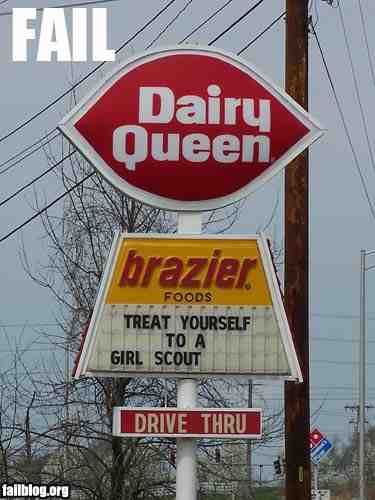 FAIL
Dairy
Queen
brazier
FOODS
TREAT YOURSELF
TO A
GIRL SCOUT
DRIVE THRU
failblog.org